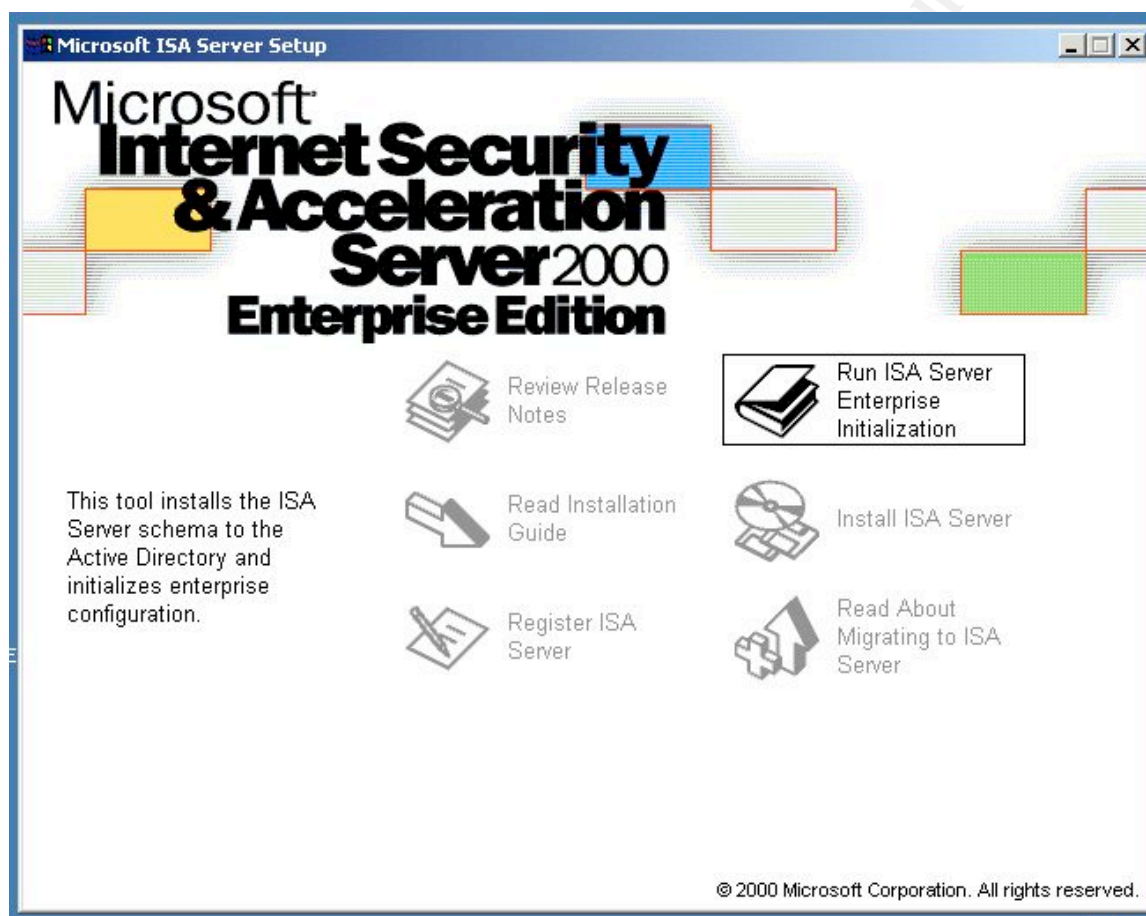 Microsoft ISA Server Setup
Microsoft
Internet Security
& Acceleration
Server 2000
Enterprise Edition
Review Release
Notes
Run ISA Server
Enterprise
Initialization
This tool installs the ISA
Server schema to the
Active Directory and
initializes enterprise
configuration.
Read Installation
Guide
Install ISA Server
Register ISA
Server
Read About
Migrating to ISA
Server
© 2000 Microsoft Corporation. All rights reserved.